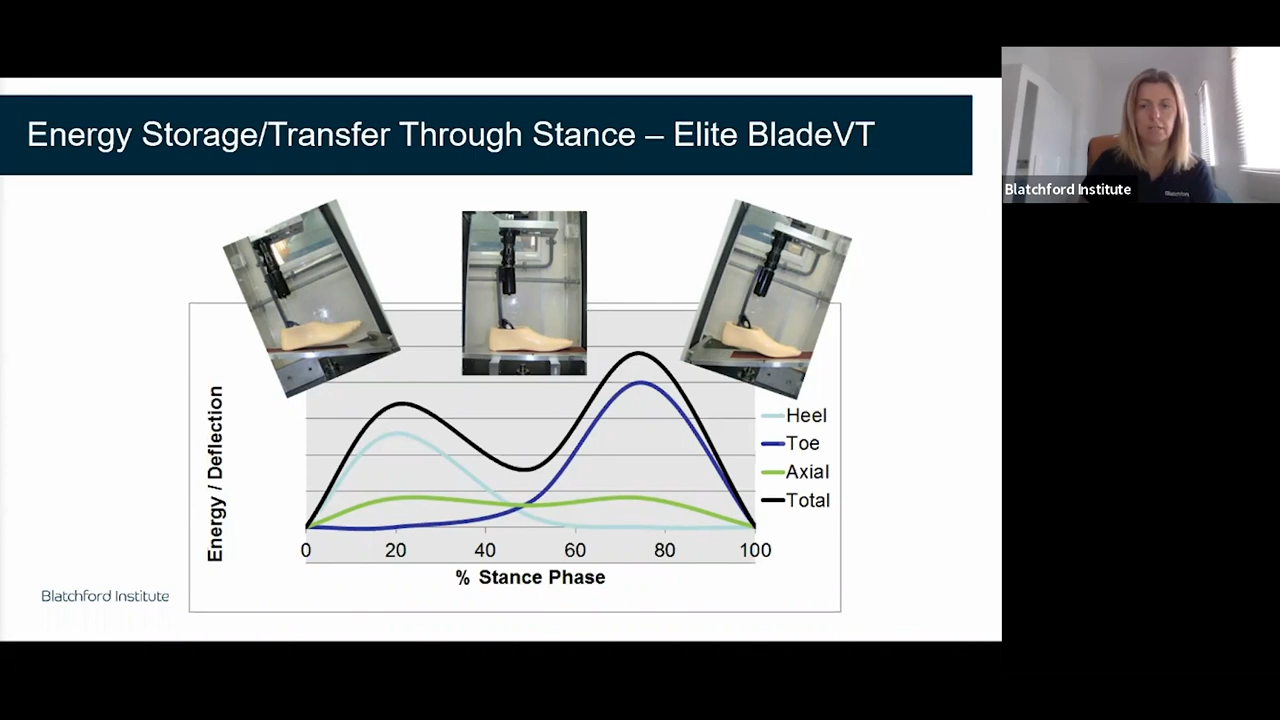 Energy Storage/Transfer Through Stance – Elite BladeVT
Blatchford Institute
Energy / Deflection
Heel
Toe
Axial
Total
0 20 40 60 80 100
% Stance Phase
Blatchford Institute